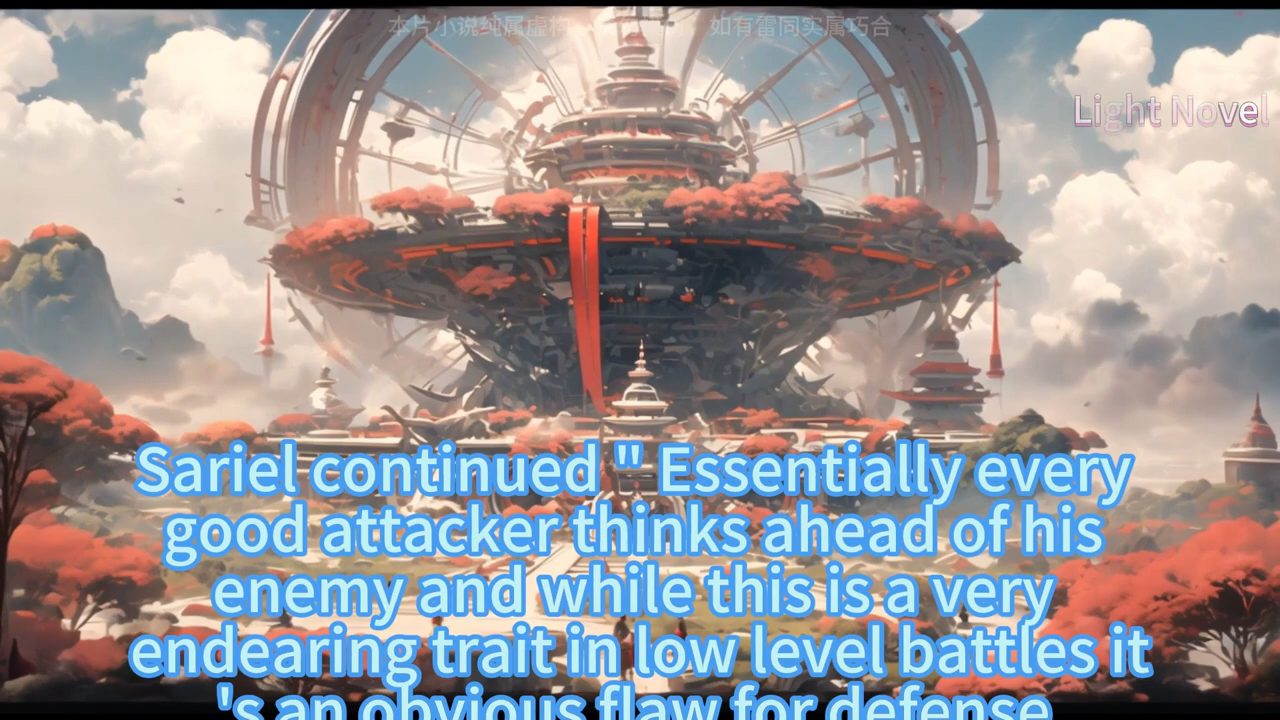 本片小说纯属虚构 如有雷同实属巧合
Light Novel
Sariel continued " Essentially every
good attacker thinks ahead of his
enemy and while this is a very
endearing trait in low level battles it
's an obvious flaw for defense